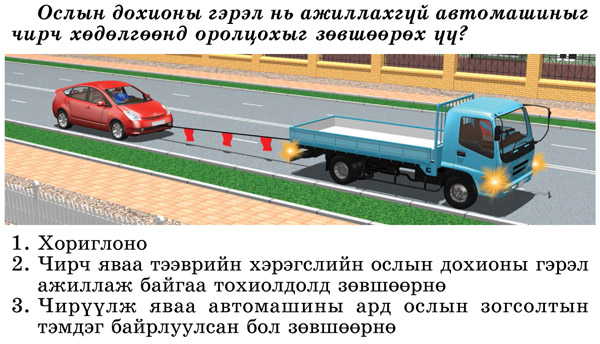 Ослын дохионы гэрэл нь ажиллахгүй автомашиныг
чирч хөдөлгөөнд оролцохыг зөвшөөрөх үү?
1. Хориглоно
2. Чирч яваа тээврийн хэрэгслийн ослын дохионы гэрэл
ажиллаж байгаа тохиолдолд зөвшөөрнө
3. Чирүүлж яваа автомашины ард ослын зогсолтын
тэмдэг байрлуулсан бол зөвшөөрнө